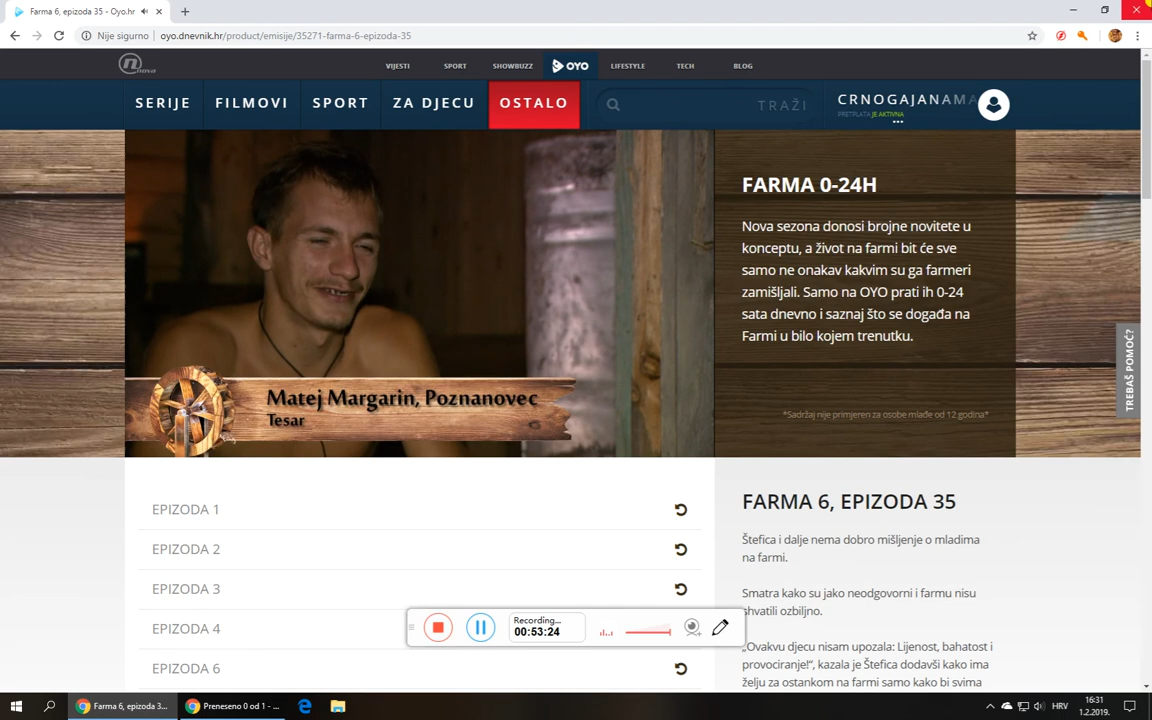 Farma 6, epizoda 35 - Oyo.hr
Nije sigurno
oyo.dnevnik.hr/product/emisije/35271-farma-6-epizoda-35
nova
VIJESTI
SPORT
SHOWBUZZ
OYO
LIFESTYLE
TECH
BLOG
SERIJE
FILMOVI
SPORT
ZA DJECU
OSTALO
TRAŽI
CRNOGAJANAMA
PRETPLATA JE AKTIVNA
FARMA 0-24H
Nova sezona donosi brojne novitete u
konceptu, a život na farmi bit će sve
samo ne onakav kakvim su ga farmeri
zamišljali. Samo na OYO prati ih 0-24
sata dnevno i saznaj što se događa na
Farmi u bilo kojem trenutku.
*Sadržaj nije primjeren za osobe mlađe od 12 godina*
TREBAŠ POMOĆ?
Matej Margarin, Poznanovec
Tesar
EPIZODA 1
EPIZODA 2
EPIZODA 3
EPIZODA 4
EPIZODA 6
FARMA 6, EPIZODA 35
Štefica i dalje nema dobro mišljenje o mladima
na farmi.
Smatra kako su jako neodgovorni i farmu nisu
shvatili ozbiljno.
„Ovakvu djecu nisam upozala: Lijenost, bahatost i
provociranje!“, kazala je Štefica dodavši kako ima
želju za ostankom na farmi samo kako bi svima
Recording...
00:53:24
Farma 6, epizoda 3...
Preneseno 0 od 1 - ...
HRV
16:31
1.2.2019.